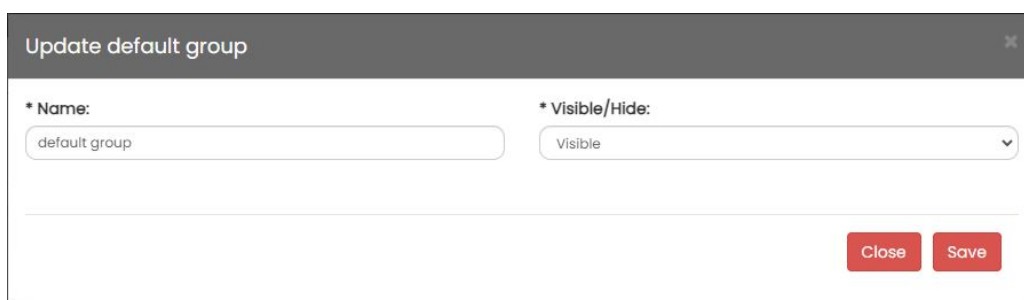 Update default group
×
* Name:
* Visible/Hide:
default group
Visible
Close
Save